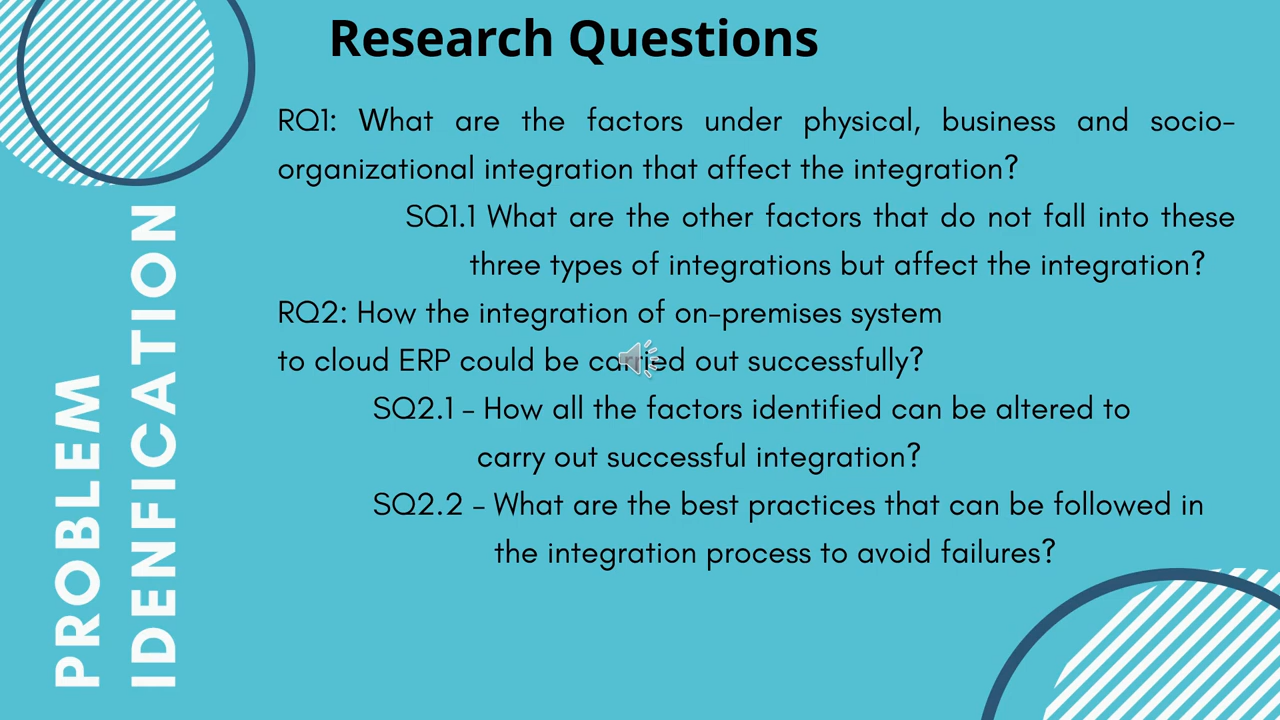 Research Questions
RQ1: What are the factors under physical, business and socio-
organizational integration that affect the integration?
SQ1.1 What are the other factors that do not fall into these
three types of integrations but affect the integration?
RQ2: How the integration of on-premises system
to cloud ERP could be carried out successfully?
SQ2.1 – How all the factors identified can be altered to
carry out successful integration?
SQ2.2 – What are the best practices that can be followed in
the integration process to avoid failures?
PROBLEM
IDENFICATION